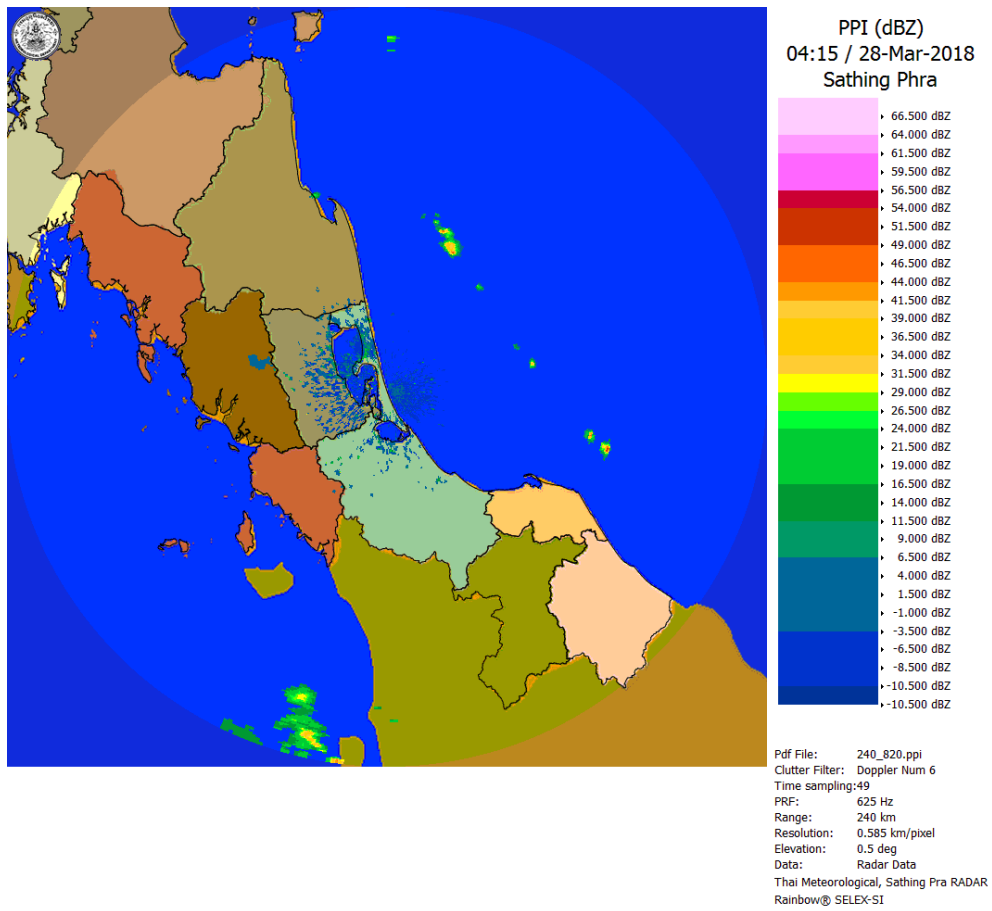 PPI (dBZ)
04:15 / 28-Mar-2018
Sathing Phra
66.500 dBZ
64.000 dBZ
61.500 dBZ
59.500 dBZ
56.500 dBZ
54.000 dBZ
51.500 dBZ
49.000 dBZ
46.500 dBZ
44.000 dBZ
41.500 dBZ
39.000 dBZ
36.500 dBZ
34.000 dBZ
31.500 dBZ
29.000 dBZ
26.500 dBZ
24.000 dBZ
21.500 dBZ
19.000 dBZ
16.500 dBZ
14.000 dBZ
11.500 dBZ
9.000 dBZ
6.500 dBZ
4.000 dBZ
1.500 dBZ
-1.000 dBZ
-3.500 dBZ
-6.500 dBZ
-8.500 dBZ
-10.500 dBZ
-10.500 dBZ
Pdf File: 240_820.ppi
Clutter Filter: Doppler Num 6
Time sampling:49
PRF: 625 Hz
Range: 240 km
Resolution: 0.585 km/pixel
Elevation: 0.5 deg
Data: Radar Data
Thai Meteorological, Sathing Pra RADAR
Rainbow® SELEX-SI